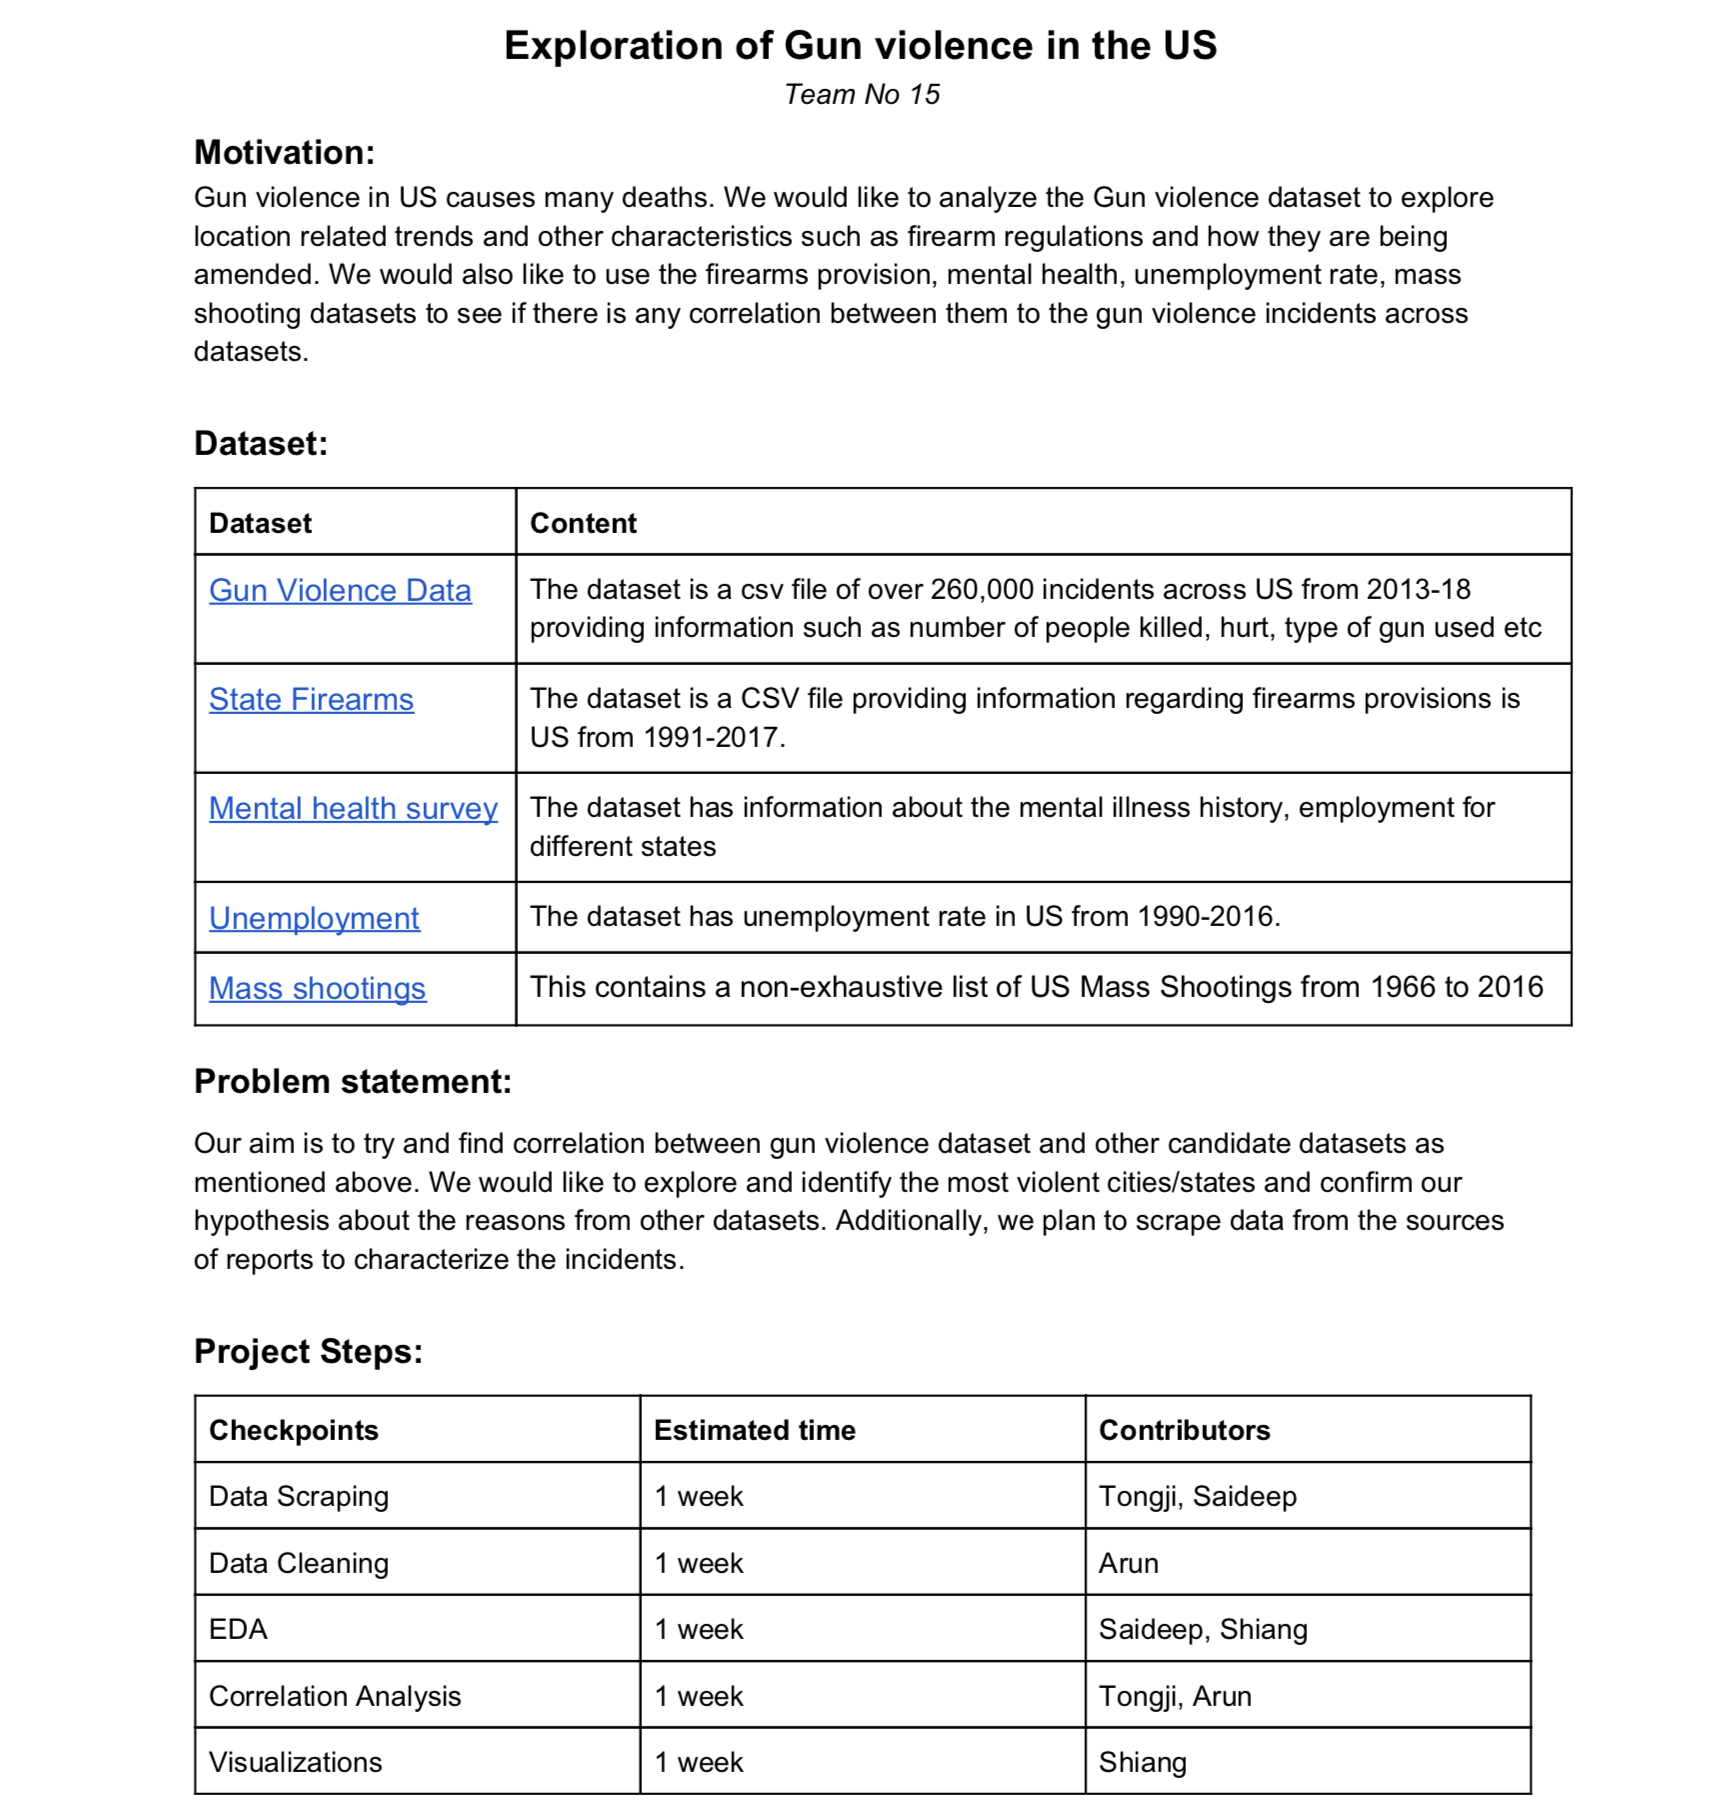 Exploration of Gun violence in the US
Team No 15
Motivation:
Gun violence in US causes many deaths. We would like to analyze the Gun violence dataset to explore
location related trends and other characteristics such as firearm regulations and how they are being
amended. We would also like to use the firearms provision, mental health, unemployment rate, mass
shooting datasets to see if there is any correlation between them to the gun violence incidents across
datasets.
Dataset:
Dataset Content
Gun Violence Data The dataset is a csv file of over 260,000 incidents across US from 2013-18
providing information such as number of people killed, hurt, type of gun used etc
State Firearms The dataset is a CSV file providing information regarding firearms provisions is
US from 1991-2017.
Mental health survey The dataset has information about the mental illness history, employment for
different states
Unemployment The dataset has unemployment rate in US from 1990-2016.
Mass shootings This contains a non-exhaustive list of US Mass Shootings from 1966 to 2016
Problem statement:
Our aim is to try and find correlation between gun violence dataset and other candidate datasets as
mentioned above. We would like to explore and identify the most violent cities/states and confirm our
hypothesis about the reasons from other datasets. Additionally, we plan to scrape data from the sources
of reports to characterize the incidents.
Project Steps:
Checkpoints Estimated time Contributors
Data Scraping 1 week Tongji, Saideep
Data Cleaning 1 week Arun
EDA 1 week Saideep, Shiang
Correlation Analysis 1 week Tongji, Arun
Visualizations 1 week Shiang